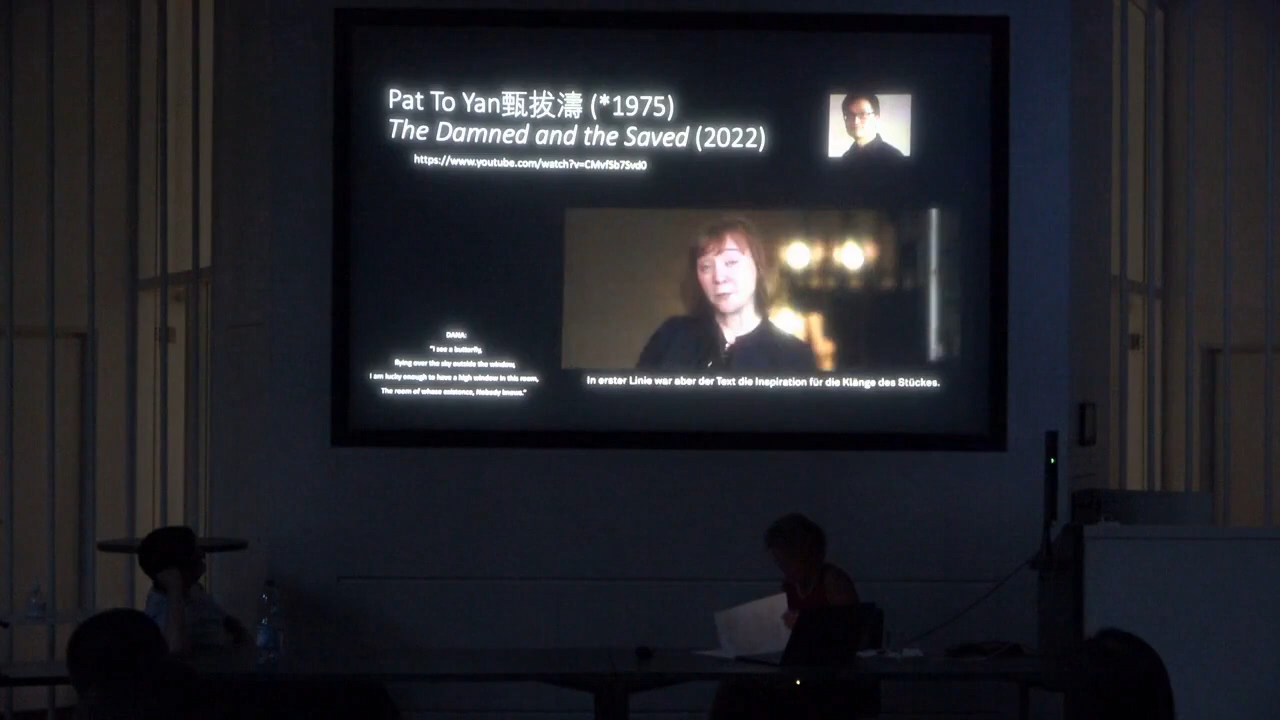 Pat To Yan甄拔濤 (*1975)
The Damned and the Saved (2022)
https://www.youtube.com/watch?v=CMvfSb7Svd0
DANA:
"I see a butterfly,
flying over the sky outside the window,
I am lucky enough to have a high window in this room,
The room of whose existence, Nobody knows."
In erster Linie war aber der Text die Inspiration für die Klänge des Stückes.